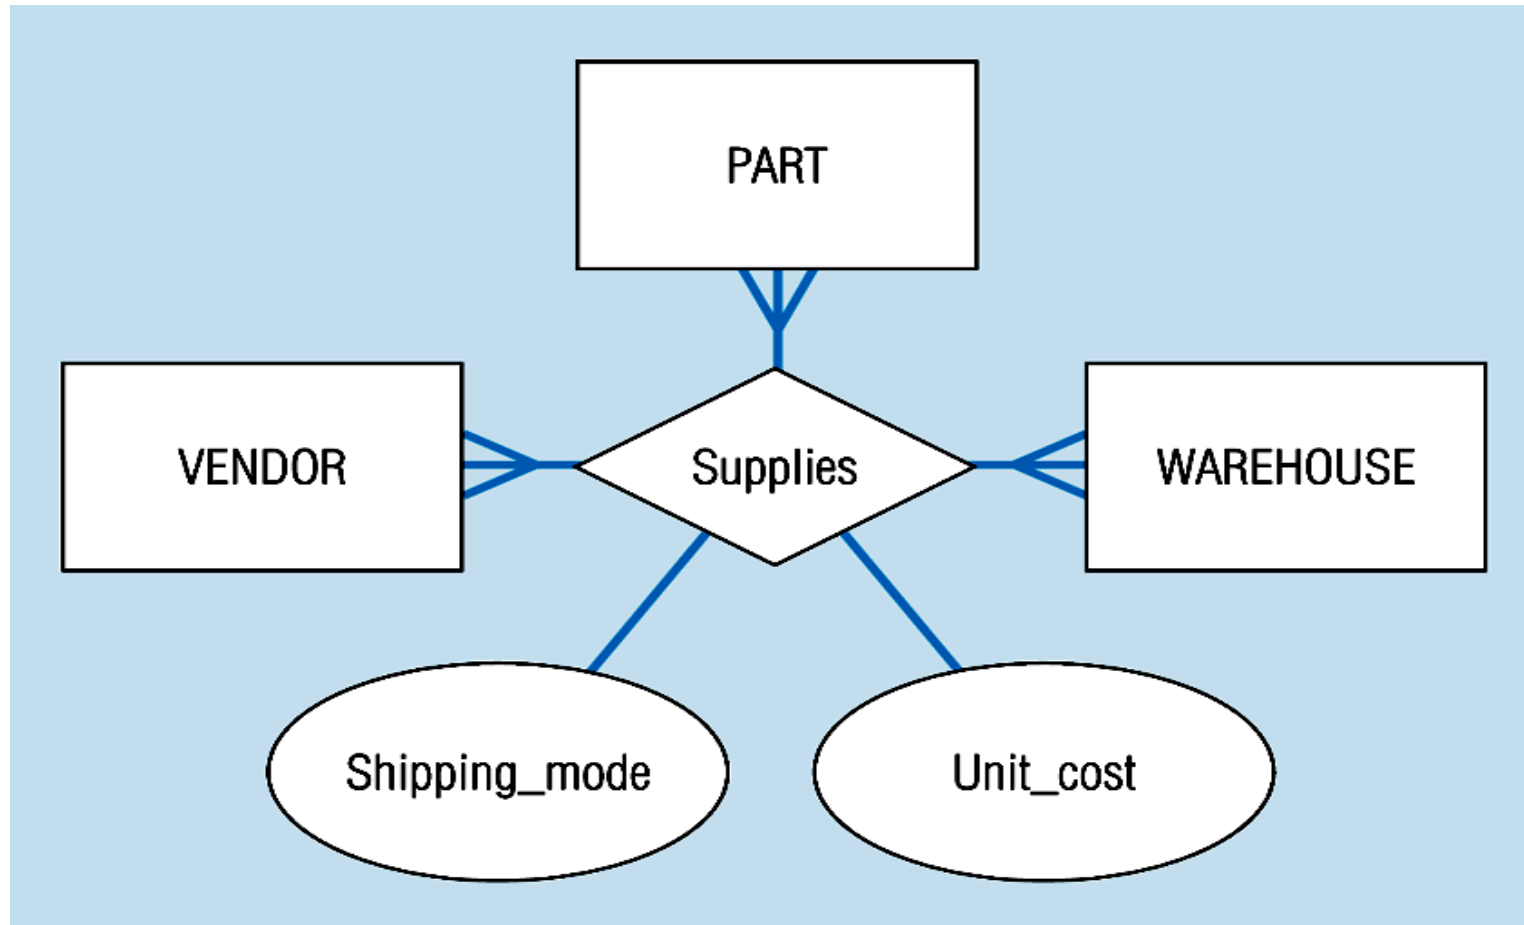 PART
VENDOR
Supplies
WAREHOUSE
Shipping_mode
Unit_cost